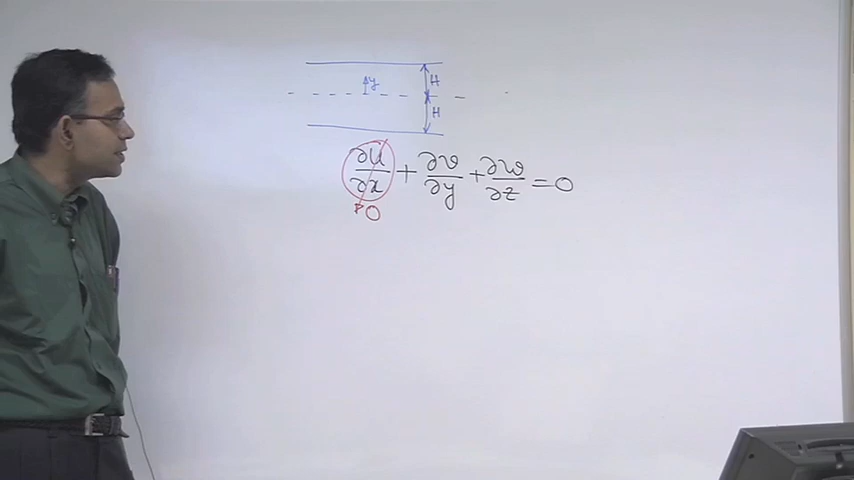 H
y
H
∂u/∂x + ∂v/∂y + ∂w/∂z = 0
0